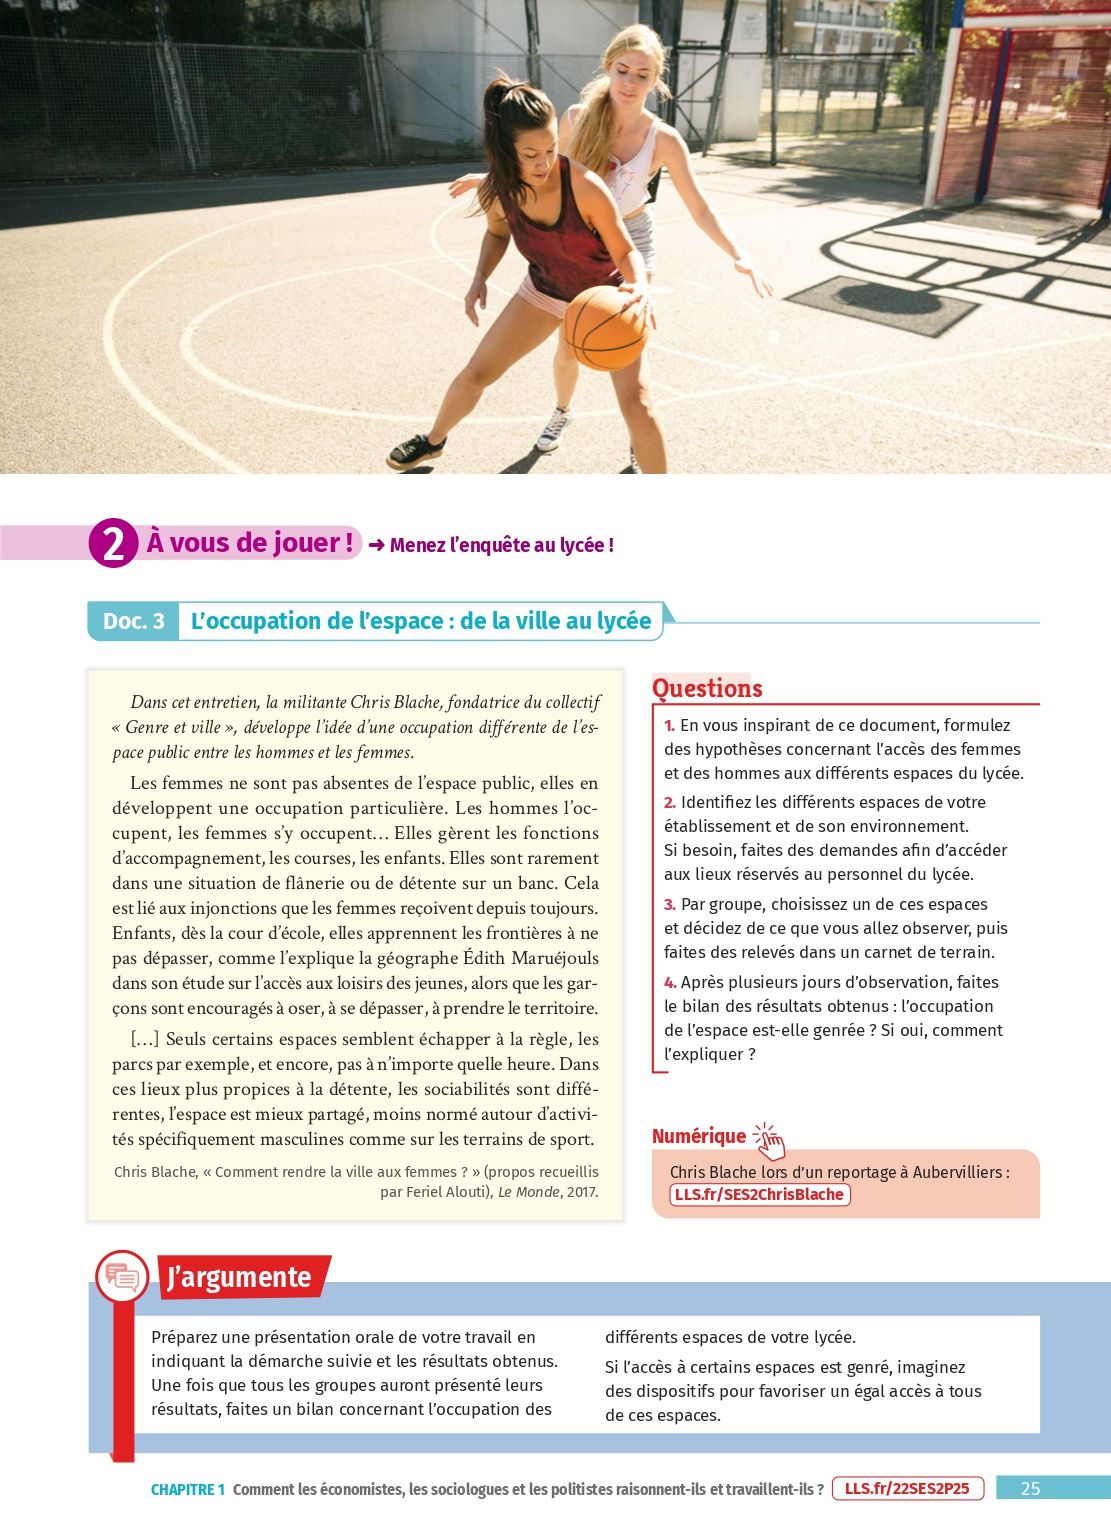 2 À vous de jouer ! → Menez l’enquête au lycée !
Doc. 3 L’occupation de l’espace : de la ville au lycée
Dans cet entretien, la militante Chris Blache, fondatrice du collectif
« Genre et ville », développe l’idée d’une occupation différente de l’es-
pace public entre les hommes et les femmes.
Les femmes ne sont pas absentes de l’espace public, elles en
développent une occupation particulière. Les hommes l’oc-
cupent, les femmes s’y occupent… Elles gèrent les fonctions
d’accompagnement, les courses, les enfants. Elles sont rarement
dans une situation de flânerie ou de détente sur un banc. Cela
est lié aux injonctions que les femmes reçoivent depuis toujours.
Enfants, dès la cour d’école, elles apprennent les frontières à ne
pas dépasser, comme l’explique la géographe Édith Maruéjouls
dans son étude sur l’accès aux loisirs des jeunes, alors que les gar-
çons sont encouragés à oser, à se dépasser, à prendre le territoire.
[…] Seuls certains espaces semblent échapper à la règle, les
parcs par exemple, et encore, pas à n’importe quelle heure. Dans
ces lieux plus propices à la détente, les sociabilités sont diffé-
rentes, l’espace est mieux partagé, moins normé autour d’activi-
tés spécifiquement masculines comme sur les terrains de sport.
Chris Blache, « Comment rendre la ville aux femmes ? » (propos recueillis
par Feriel Alouti), Le Monde, 2017.
Questions
1. En vous inspirant de ce document, formulez
des hypothèses concernant l’accès des femmes
et des hommes aux différents espaces du lycée.
2. Identifiez les différents espaces de votre
établissement et de son environnement.
Si besoin, faites des demandes afin d’accéder
aux lieux réservés au personnel du lycée.
3. Par groupe, choisissez un de ces espaces
et décidez de ce que vous allez observer, puis
faites des relevés dans un carnet de terrain.
4. Après plusieurs jours d’observation, faites
le bilan des résultats obtenus : l’occupation
de l’espace est-elle genrée ? Si oui, comment
l’expliquer ?
Numérique
Chris Blache lors d’un reportage à Aubervilliers :
LLS.fr/SES2ChrisBlache
J’argumente
Préparez une présentation orale de votre travail en
indiquant la démarche suivie et les résultats obtenus.
Une fois que tous les groupes auront présenté leurs
résultats, faites un bilan concernant l’occupation des
différents espaces de votre lycée.
Si l’accès à certains espaces est genré, imaginez
des dispositifs pour favoriser un égal accès à tous
de ces espaces.
CHAPITRE 1 Comment les économistes, les sociologues et les politistes raisonnent-ils et travaillent-ils ? LLS.fr/22SES2P25 25